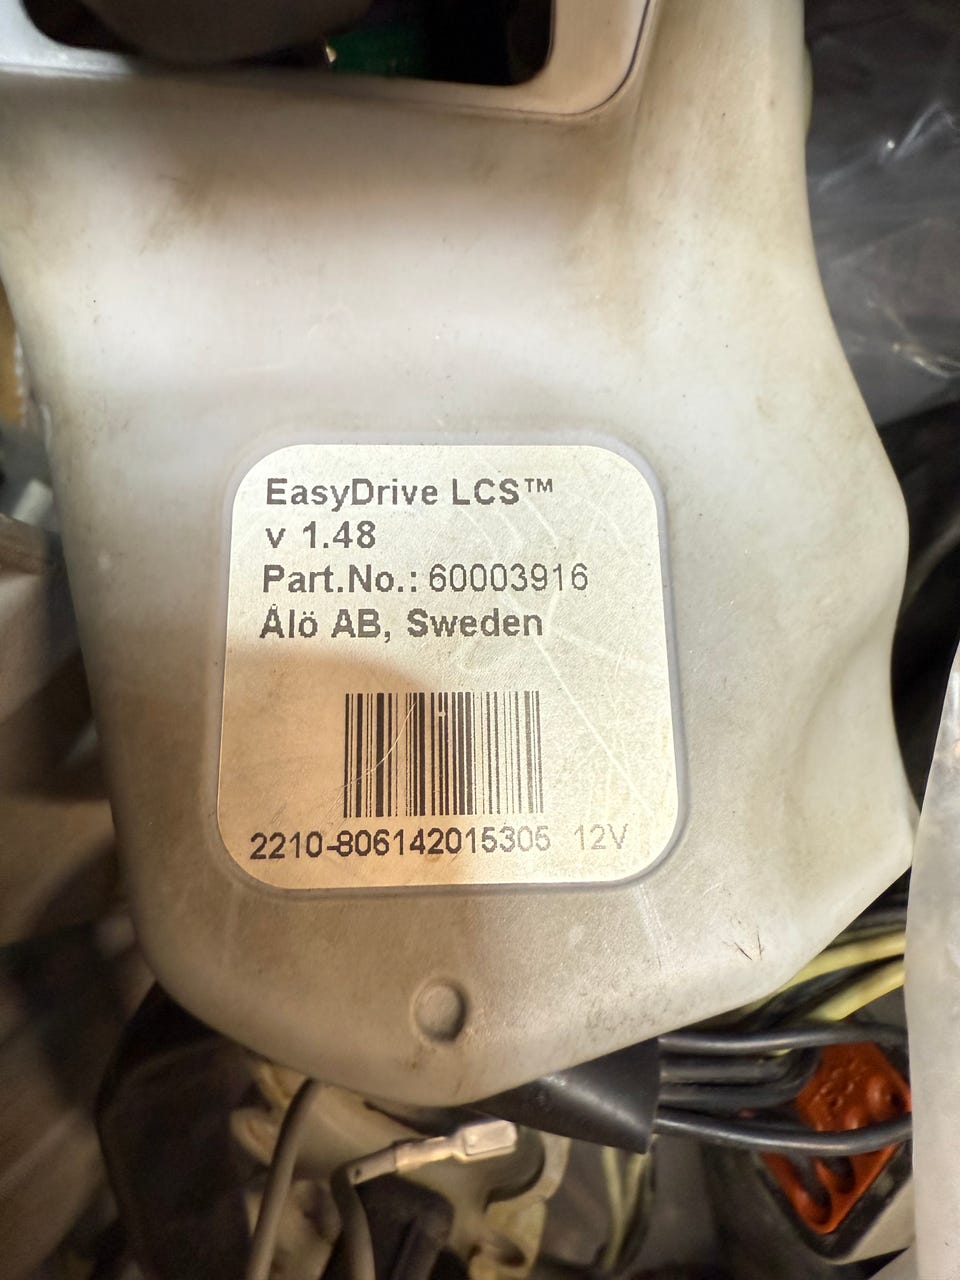 EasyDrive LCS™
v 1.48
Part.No.: 60003916
Ålö AB, Sweden
2210-806142015305 12V